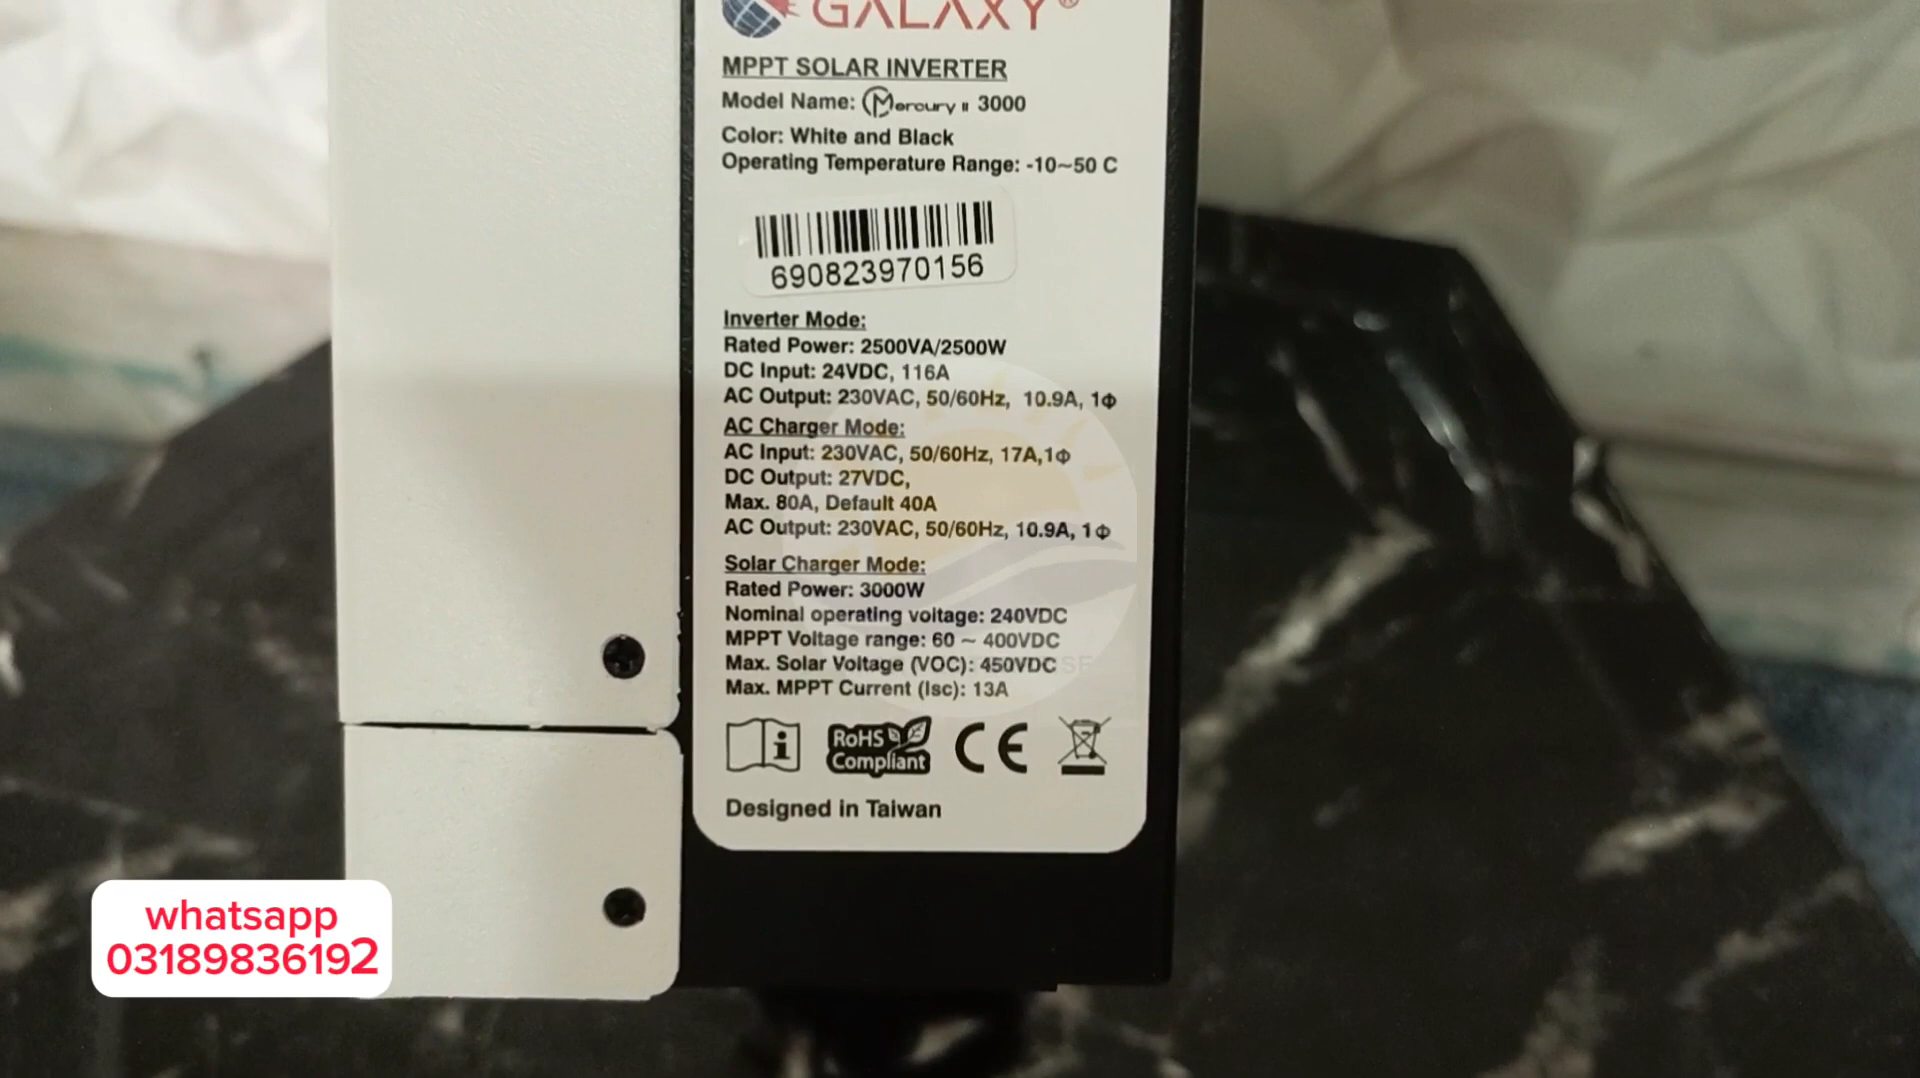 GALAXY®
MPPT SOLAR INVERTER
Model Name: Mercury II 3000
Color: White and Black
Operating Temperature Range: -10~50 C
690823970156
Inverter Mode:
Rated Power: 2500VA/2500W
DC Input: 24VDC, 116A
AC Output: 230VAC, 50/60Hz, 10.9A, 1Φ
AC Charger Mode:
AC Input: 230VAC, 50/60Hz, 17A,1Φ
DC Output: 27VDC,
Max. 80A, Default 40A
AC Output: 230VAC, 50/60Hz, 10.9A, 1Φ
Solar Charger Mode:
Rated Power: 3000W
Nominal operating voltage: 240VDC
MPPT Voltage range: 60 ~ 400VDC
Max. Solar Voltage (VOC): 450VDC
Max. MPPT Current (Isc): 13A
RoHS
Compliant
CE
Designed in Taiwan
whatsapp
03189836192